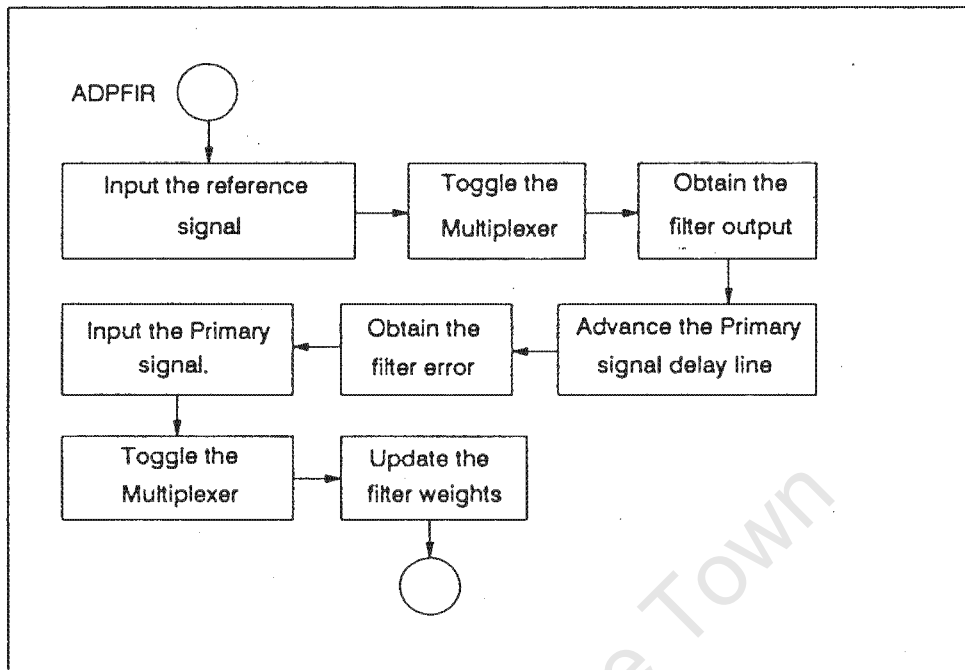 ADPFIR
Input the reference
signal
Toggle the
Multiplexer
Obtain the
filter output
Advance the Primary
signal delay line
Obtain the
filter error
Input the Primary
signal.
Toggle the
Multiplexer
Update the
filter weights
Town